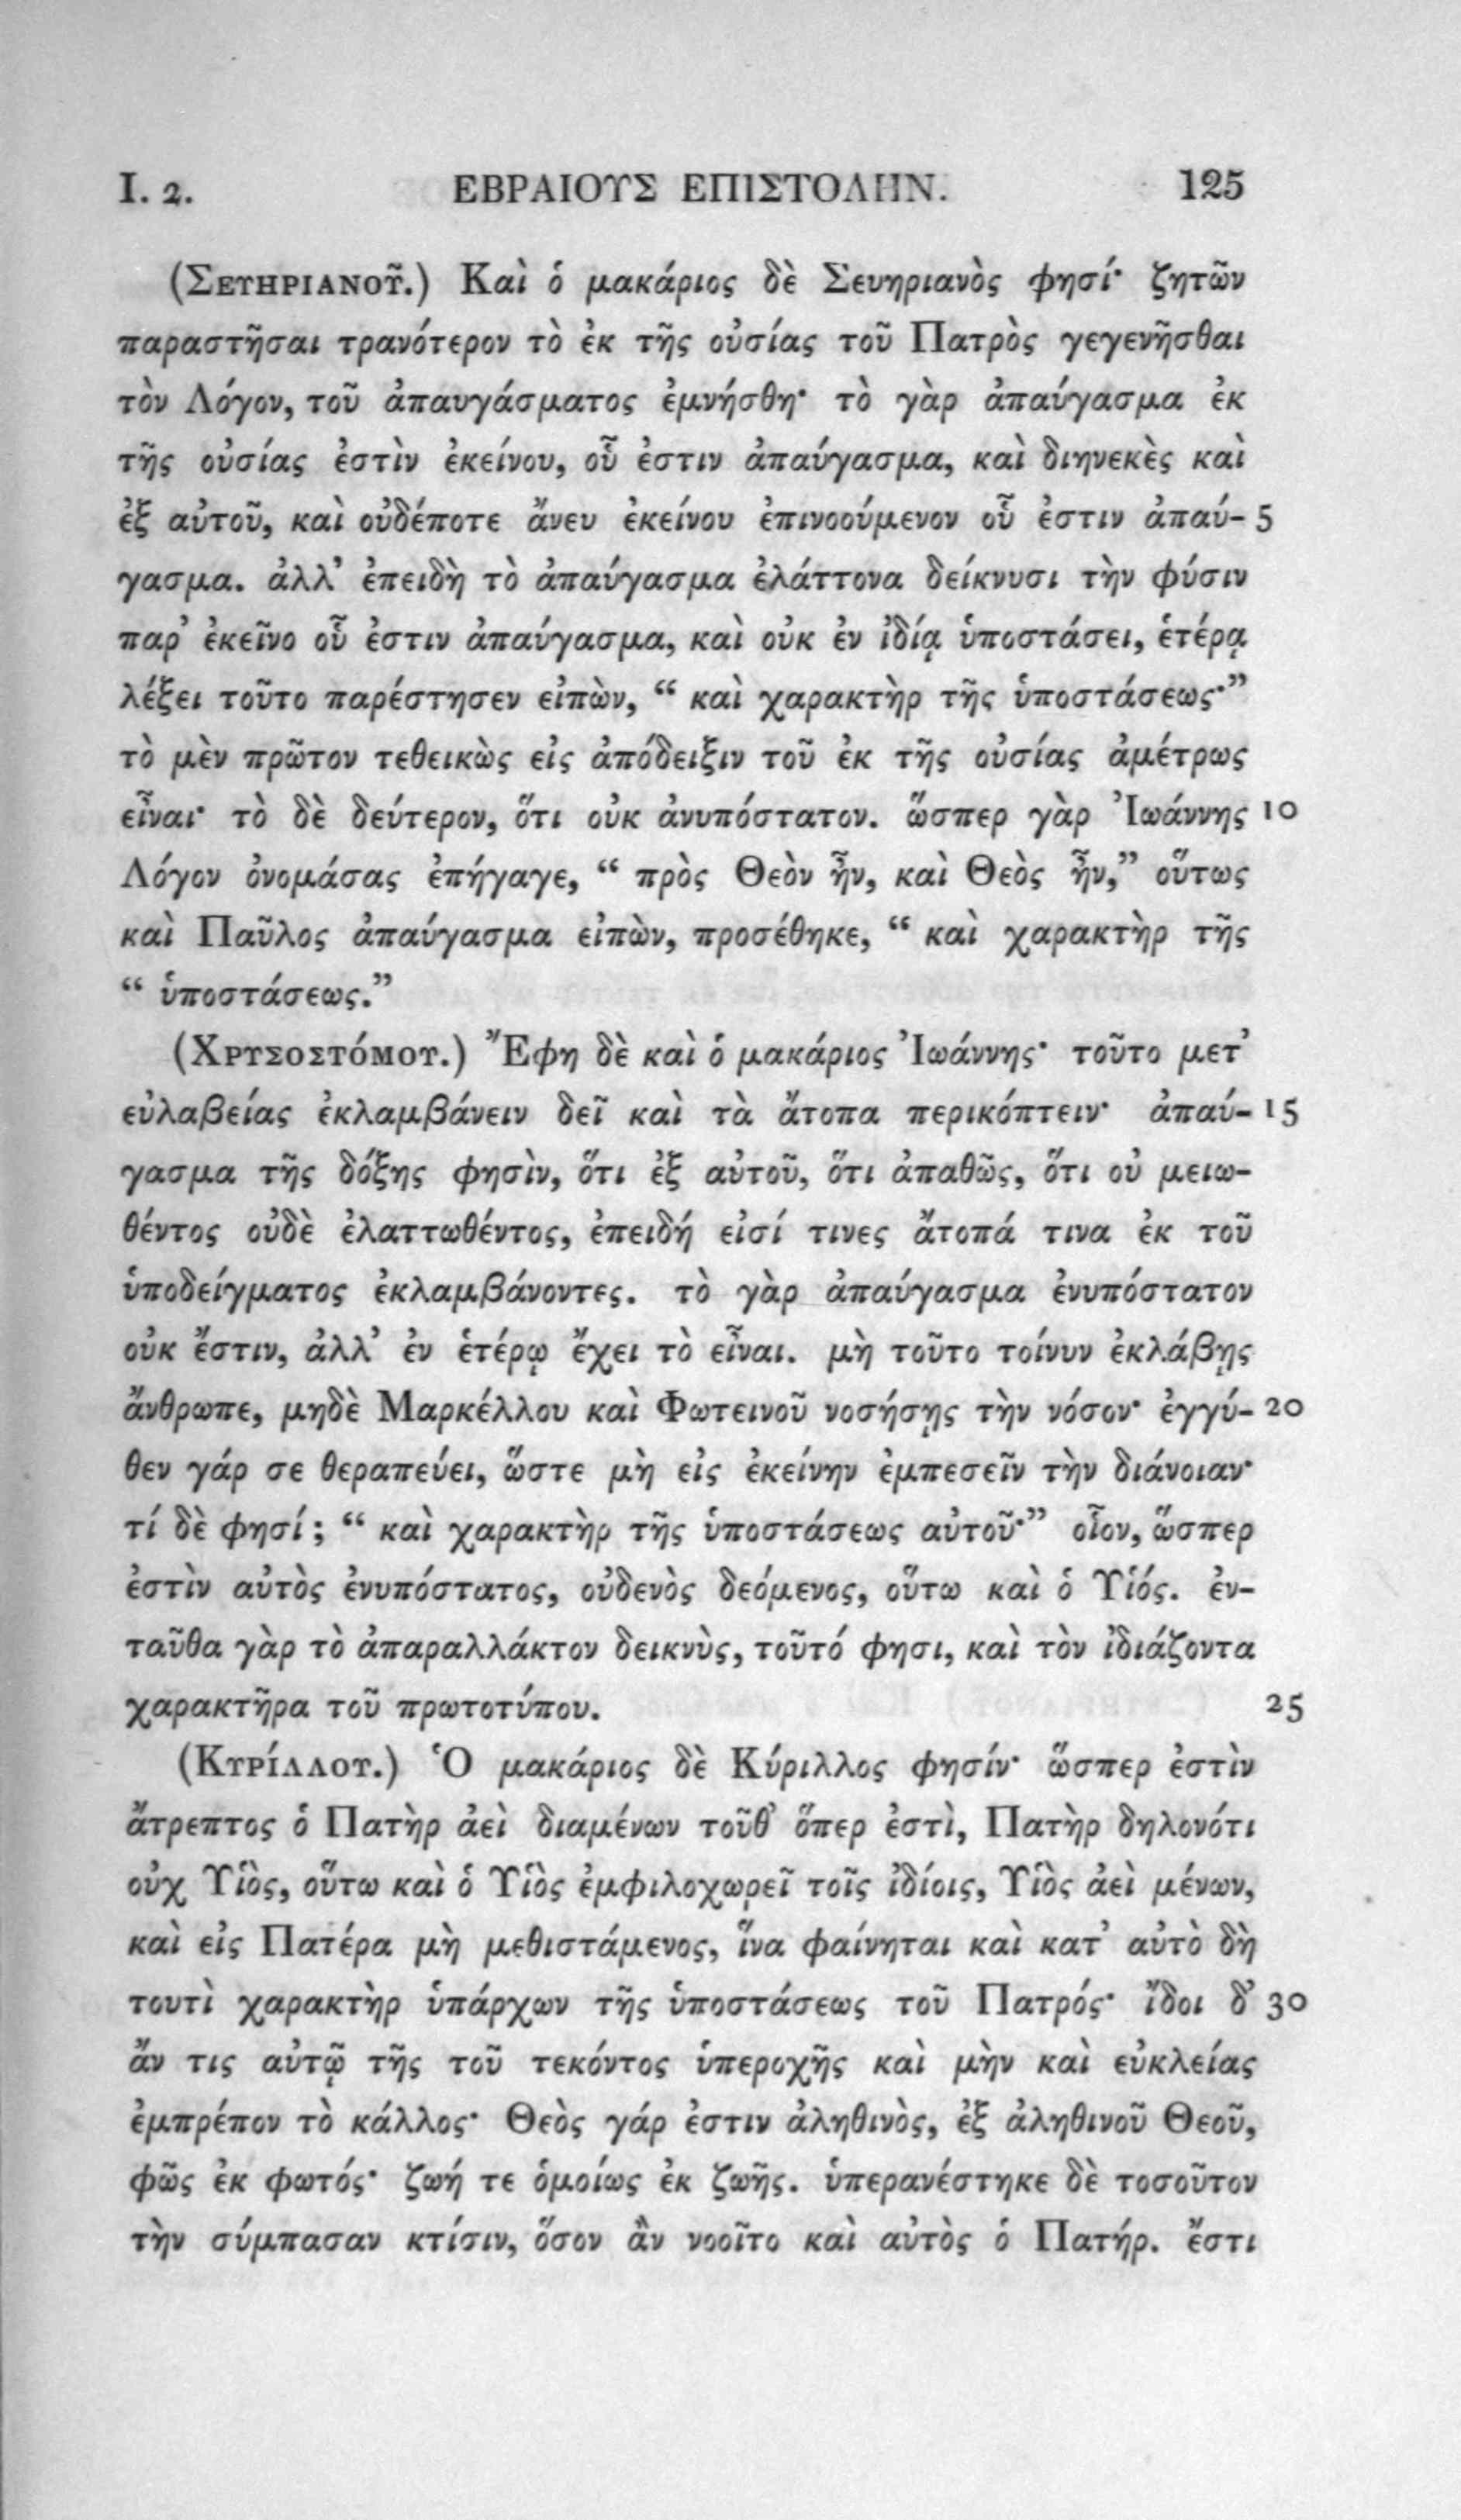 I. 2. ΕΒΡΑΙΟΥΣ ΕΠΙΣΤΟΛΗΝ. 125
(Σευηριανοῦ.) Καὶ ὁ μακάριος δὲ Σευηριανὸς φησί· ζητῶν
παραστῆσαι τρανότερον τὸ ἐκ τῆς οὐσίας τοῦ Πατρὸς γεγενῆσθαι
τὸν Λόγον, τοῦ ἀπαυγάσματος ἐμνήσθη· τὸ γὰρ ἀπαύγασμα ἐκ
τῆς οὐσίας ἐστὶν ἐκείνου, οὗ ἐστιν ἀπαύγασμα, καὶ διηνεκὲς καὶ
ἐξ αὐτοῦ, καὶ οὐδέποτε ἄνευ ἐκείνου ἐπινοούμενον οὗ ἐστιν ἀπαύ- 5
γασμα. ἀλλ’ ἐπειδὴ τὸ ἀπαύγασμα ἐλάττονα δείκνυσι τὴν φύσιν
παρ’ ἐκεῖνο οὗ ἐστιν ἀπαύγασμα, καὶ οὐκ ἐν ἰδίᾳ ὑποστάσει, ἑτέρᾳ
λέξει τοῦτο παρέστησεν εἰπὼν, “ καὶ χαρακτὴρ τῆς ὑποστάσεως·”
τὸ μὲν πρῶτον τεθεικὼς εἰς ἀπόδειξιν τοῦ ἐκ τῆς οὐσίας ἀμέτρως
εἶναι· τὸ δὲ δεύτερον, ὅτι οὐκ ἀνυπόστατον. ὥσπερ γὰρ Ἰωάννης 10
Λόγον ὀνομάσας ἐπήγαγε, “ πρὸς Θεὸν ἦν, καὶ Θεὸς ἦν,” οὕτως
καὶ Παῦλος ἀπαύγασμα εἰπὼν, προσέθηκε, “ καὶ χαρακτὴρ τῆς
“ ὑποστάσεως.”
(Χρυσοστόμου.) Ἔφη δὲ καὶ ὁ μακάριος Ἰωάννης· τοῦτο μετ’
εὐλαβείας ἐκλαμβάνειν δεῖ καὶ τὰ ἄτοπα περικόπτειν· ἀπαύ- 15
γασμα τῆς δόξης φησὶν, ὅτι ἐξ αὐτοῦ, ὅτι ἀπαθῶς, ὅτι οὐ μειω-
θέντος οὐδὲ ἐλαττωθέντος, ἐπειδή εἰσί τινες ἄτοπά τινα ἐκ τοῦ
ὑποδείγματος ἐκλαμβάνοντες. τὸ γὰρ ἀπαύγασμα ἐνυπόστατον
οὐκ ἔστιν, ἀλλ’ ἐν ἑτέρῳ ἔχει τὸ εἶναι. μὴ τοῦτο τοίνυν ἐκλάβῃς
ἄνθρωπε, μηδὲ Μαρκέλλου καὶ Φωτεινοῦ νοσήσῃς τὴν νόσον· ἐγγύ- 20
θεν γάρ σε θεραπεύει, ὥστε μὴ εἰς ἐκείνην ἐμπεσεῖν τὴν διάνοιαν·
τί δὲ φησί; “ καὶ χαρακτὴρ τῆς ὑποστάσεως αὐτοῦ·” οἷον, ὥσπερ
ἐστὶν αὐτὸς ἐνυπόστατος, οὐδενὸς δεόμενος, οὕτω καὶ ὁ Υἱός. ἐν-
ταῦθα γὰρ τὸ ἀπαραλλάκτον δεικνὺς, τοῦτό φησι, καὶ τὸν ἰδιάζοντα
χαρακτῆρα τοῦ πρωτοτύπου. 25
(Κυρίλλου.) Ὁ μακάριος δὲ Κύριλλος φησίν· ὥσπερ ἐστὶν
ἄτρεπτος ὁ Πατὴρ ἀεὶ διαμένων τοῦθ’ ὅπερ ἐστὶ, Πατὴρ δηλονότι
οὐχ Υἱὸς, οὕτω καὶ ὁ Υἱὸς ἐμφιλοχωρεῖ τοῖς ἰδίοις, Υἱὸς ἀεὶ μένων,
καὶ εἰς Πατέρα μὴ μεθιστάμενος, ἵνα φαίνηται καὶ κατ’ αὐτὸ δὴ
τουτὶ χαρακτὴρ ὑπάρχων τῆς ὑποστάσεως τοῦ Πατρός· ἴδοι δ’ 30
ἄν τις αὐτῷ τῆς τοῦ τεκόντος ὑπεροχῆς καὶ μὴν καὶ εὐκλείας
ἐμπρέπον τὸ κάλλος· Θεὸς γάρ ἐστιν ἀληθινὸς, ἐξ ἀληθινοῦ Θεοῦ,
φῶς ἐκ φωτός· ζωή τε ὁμοίως ἐκ ζωῆς. ὑπερανέστηκε δὲ τοσοῦτον
τὴν σύμπασαν κτίσιν, ὅσον ἂν νοοῖτο καὶ αὐτὸς ὁ Πατήρ. ἔστι